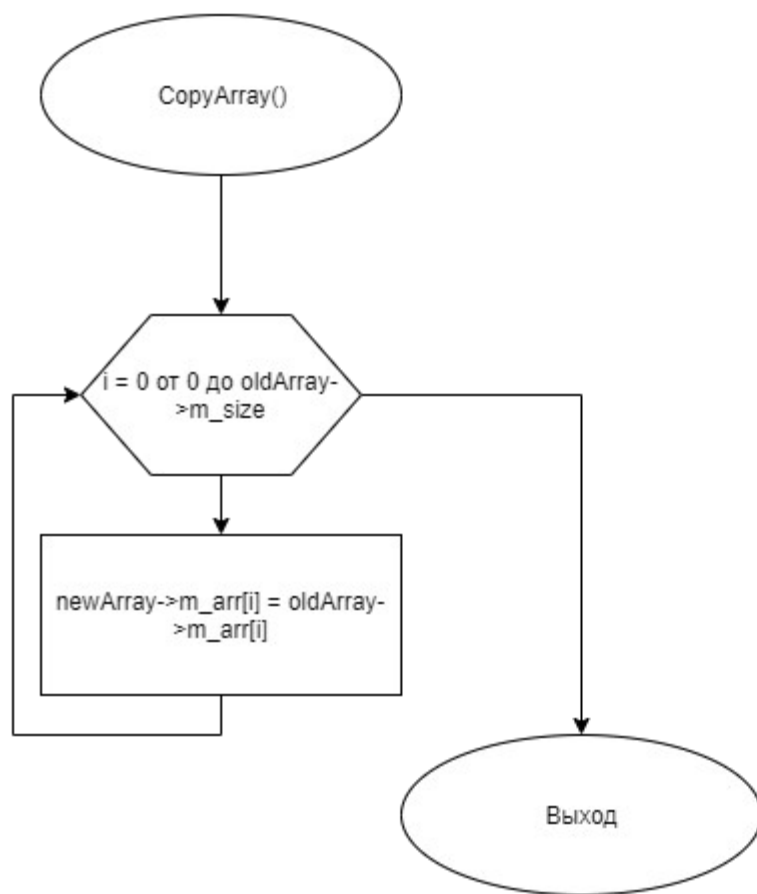 CopyArray()
i = 0 от 0 до oldArray-
>m_size
newArray->m_arr[i] = oldArray-
>m_arr[i]
Выход